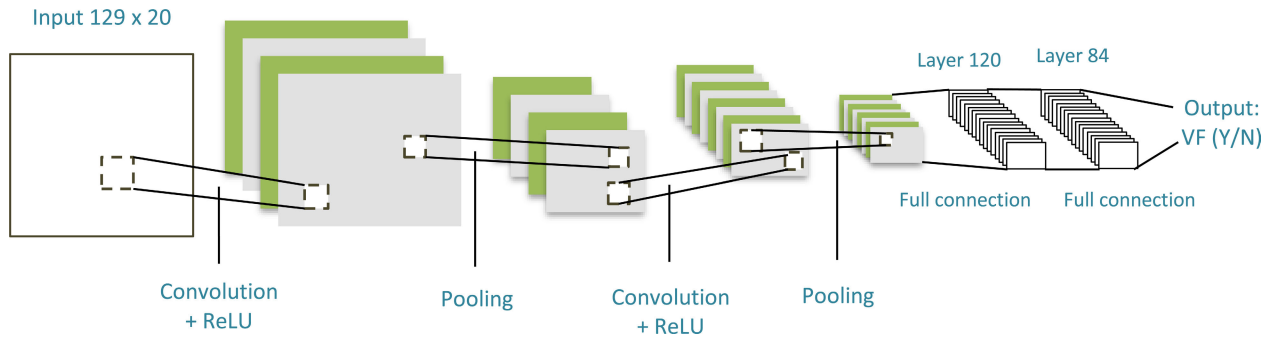 Input 129 x 20
Layer 120
Layer 84
Output:
VF (Y/N)
Full connection
Full connection
Convolution
+ ReLU
Pooling
Convolution
+ ReLU
Pooling